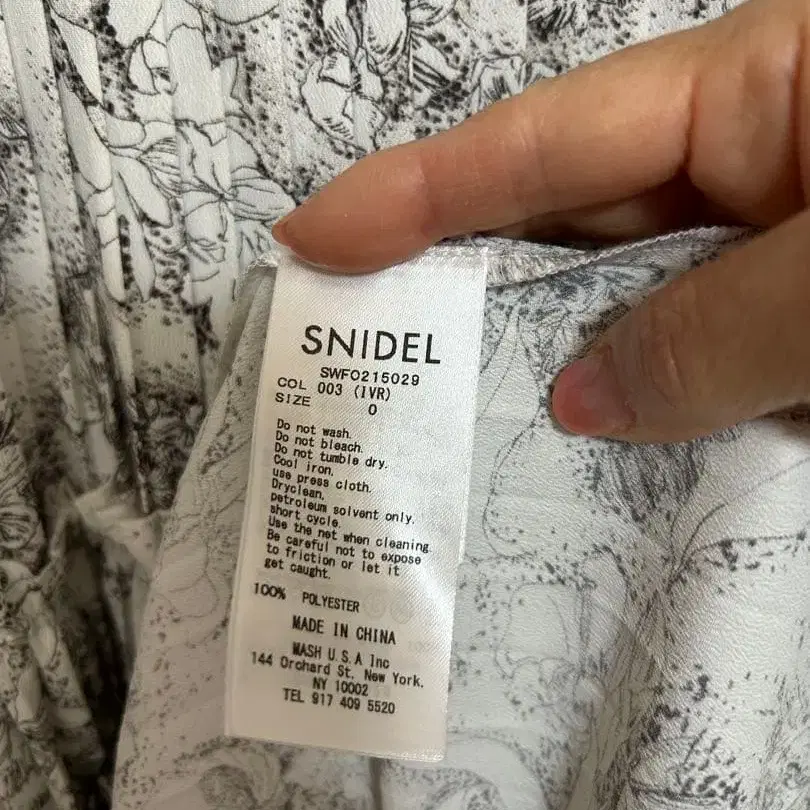 SNIDEL
SWFO215029
COL 003 (IVR)
SIZE 0
Do not wash.
Do not bleach.
Do not tumble dry.
Cool iron.
use press cloth.
Dryclean,
petroleum solvent only.
short cycle.
Use the net when cleaning.
Be careful not to expose
to friction or let it
get caught.
100% POLYESTER
MADE IN CHINA
MASH U.S.A Inc
144 Orchard St. New York.
NY 10002
TEL 917 409 5520